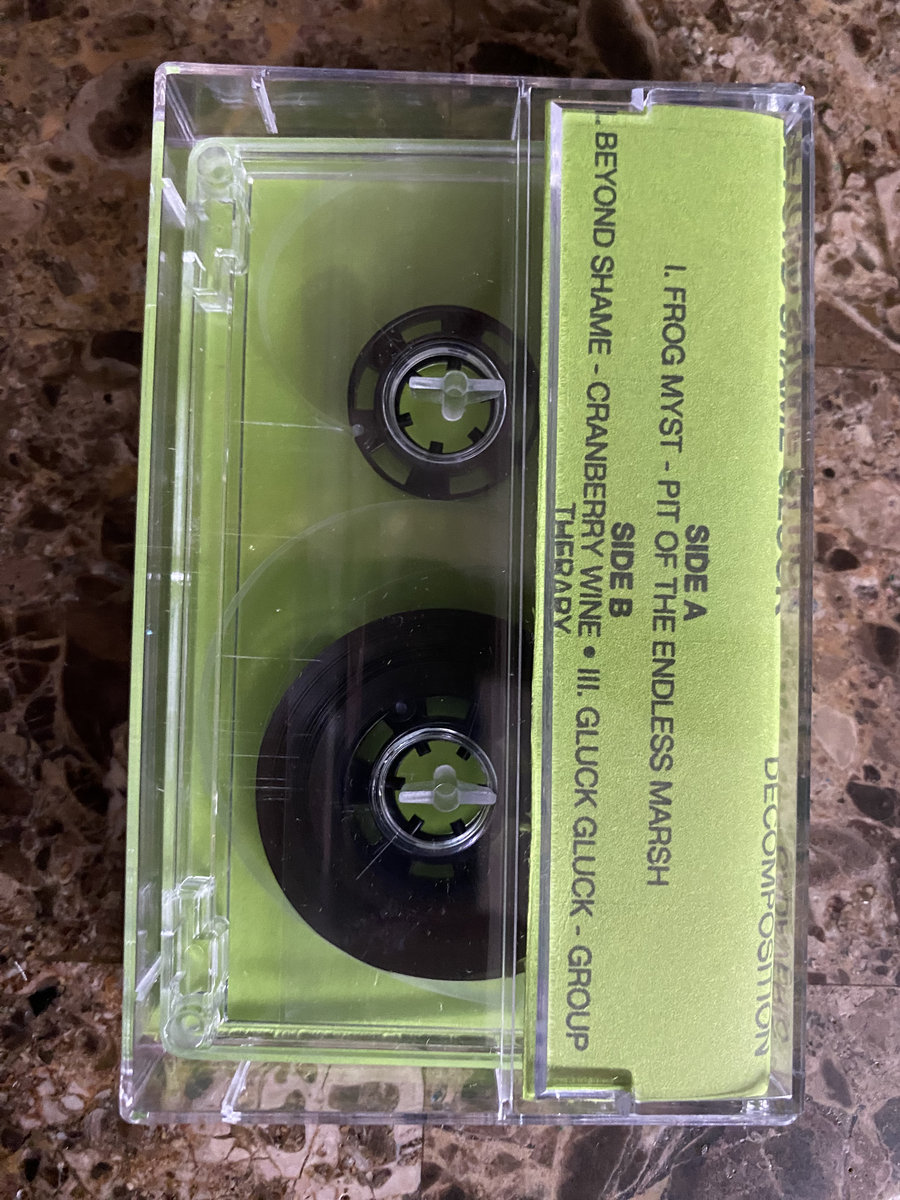 SIDE A
I. FROG MYST - PIT OF THE ENDLESS MARSH
SIDE B
I. BEYOND SHAME - CRANBERRY WINE • III. GLUCK GLUCK - GROUP
THERAPY
DECOMPOSITION